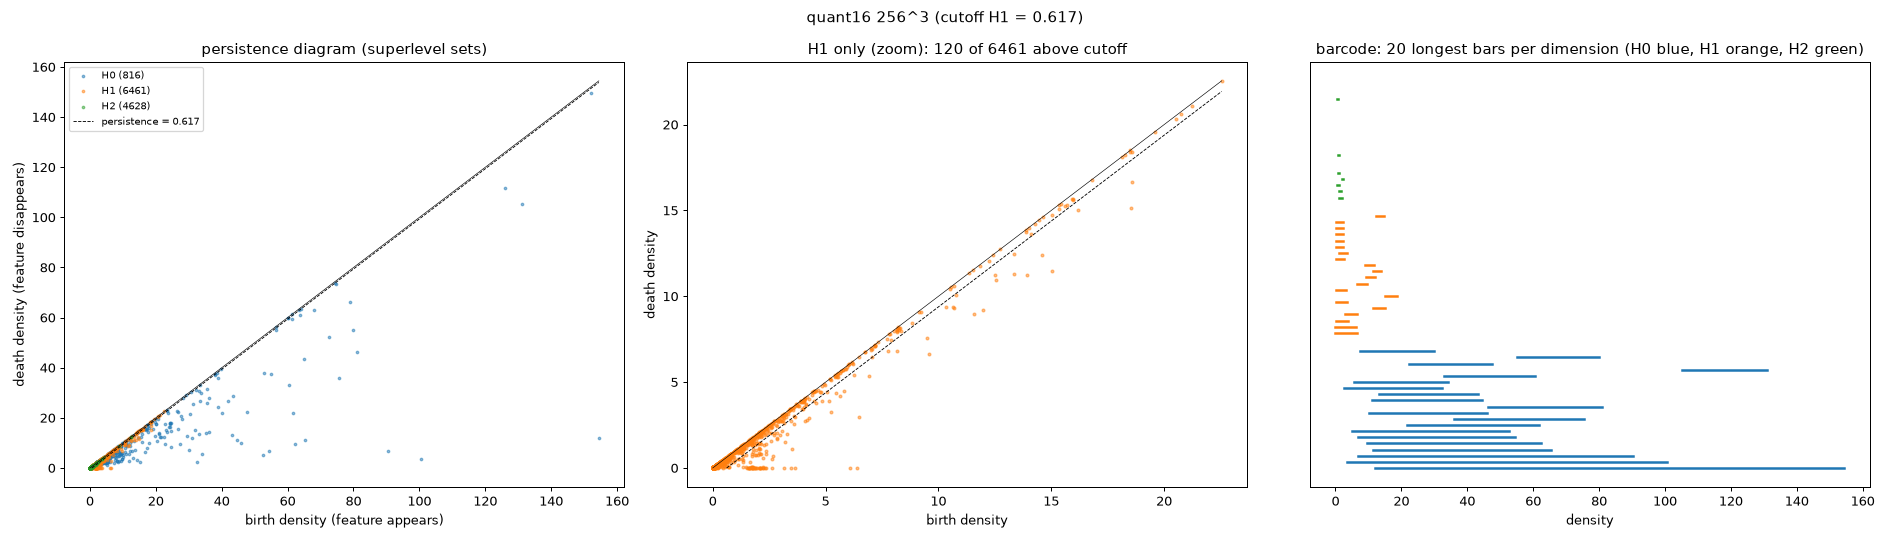 quant16 256^3 (cutoff H1 = 0.617)
persistence diagram (superlevel sets)
death density (feature disappears)
160
140
120
100
80
60
40
20
0
H0 (816)
H1 (6461)
H2 (4628)
persistence = 0.617
0 20 40 60 80 100 120 140 160
birth density (feature appears)
H1 only (zoom): 120 of 6461 above cutoff
death density
20
15
10
5
0
0 5 10 15 20
birth density
barcode: 20 longest bars per dimension (H0 blue, H1 orange, H2 green)
0 20 40 60 80 100 120 140 160
density